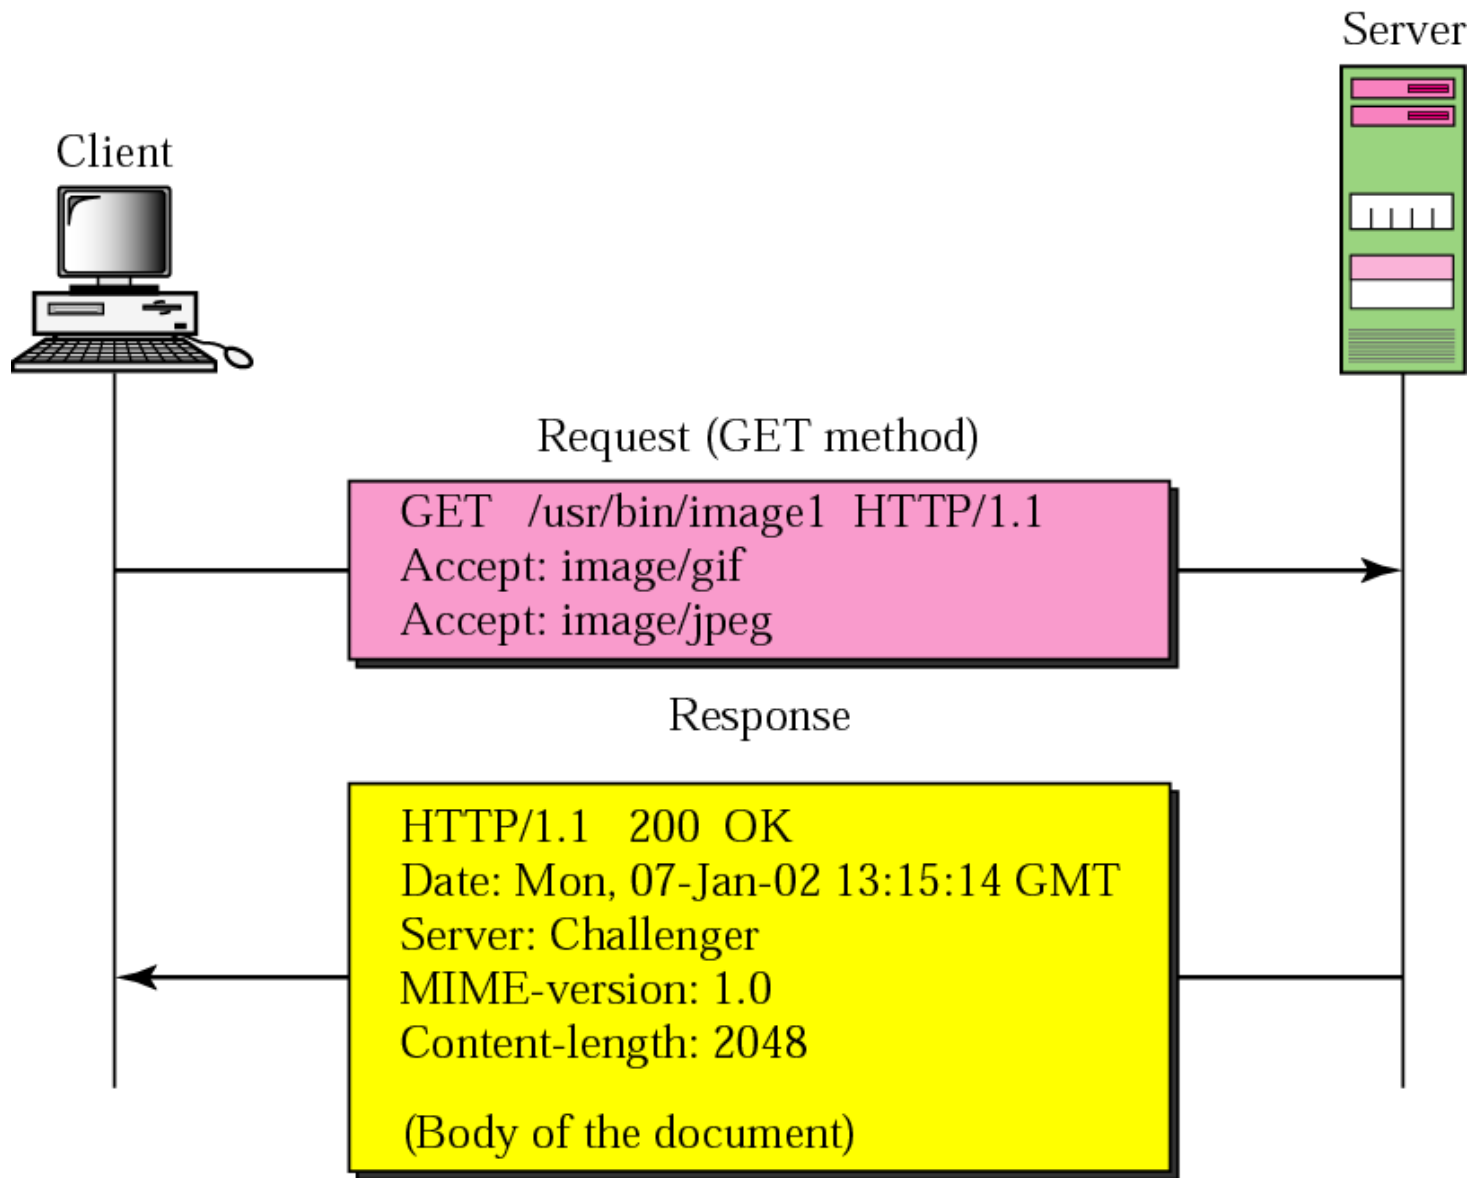 Server
Client
Request (GET method)
GET /usr/bin/image1 HTTP/1.1
Accept: image/gif
Accept: image/jpeg
Response
HTTP/1.1 200 OK
Date: Mon, 07-Jan-02 13:15:14 GMT
Server: Challenger
MIME-version: 1.0
Content-length: 2048
(Body of the document)